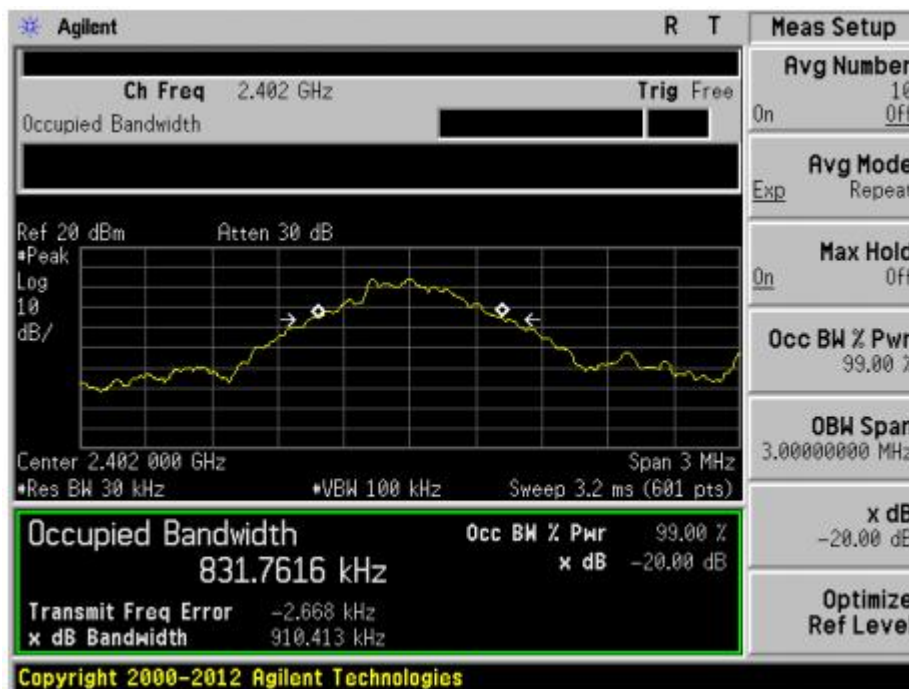 Agilent R T
Meas Setup
Ch Freq 2.402 GHz Trig Free
Occupied Bandwidth
Avg Number
10
On Off
Avg Mode
Exp Repeat
Max Hold
On Off
Occ BW % Pwr
99.00 %
OBW Span
3.00000000 MHz
x dB
-20.00 dB
Optimize
Ref Level
Ref 20 dBm Atten 30 dB
*Peak
Log
10
dB/
Center 2.402 000 GHz Span 3 MHz
*Res BW 30 kHz *VBW 100 kHz Sweep 3.2 ms (601 pts)
Occupied Bandwidth Occ BW % Pwr 99.00 %
831.7616 kHz x dB -20.00 dB
Transmit Freq Error -2.668 kHz
x dB Bandwidth 910.413 kHz
Copyright 2000-2012 Agilent Technologies